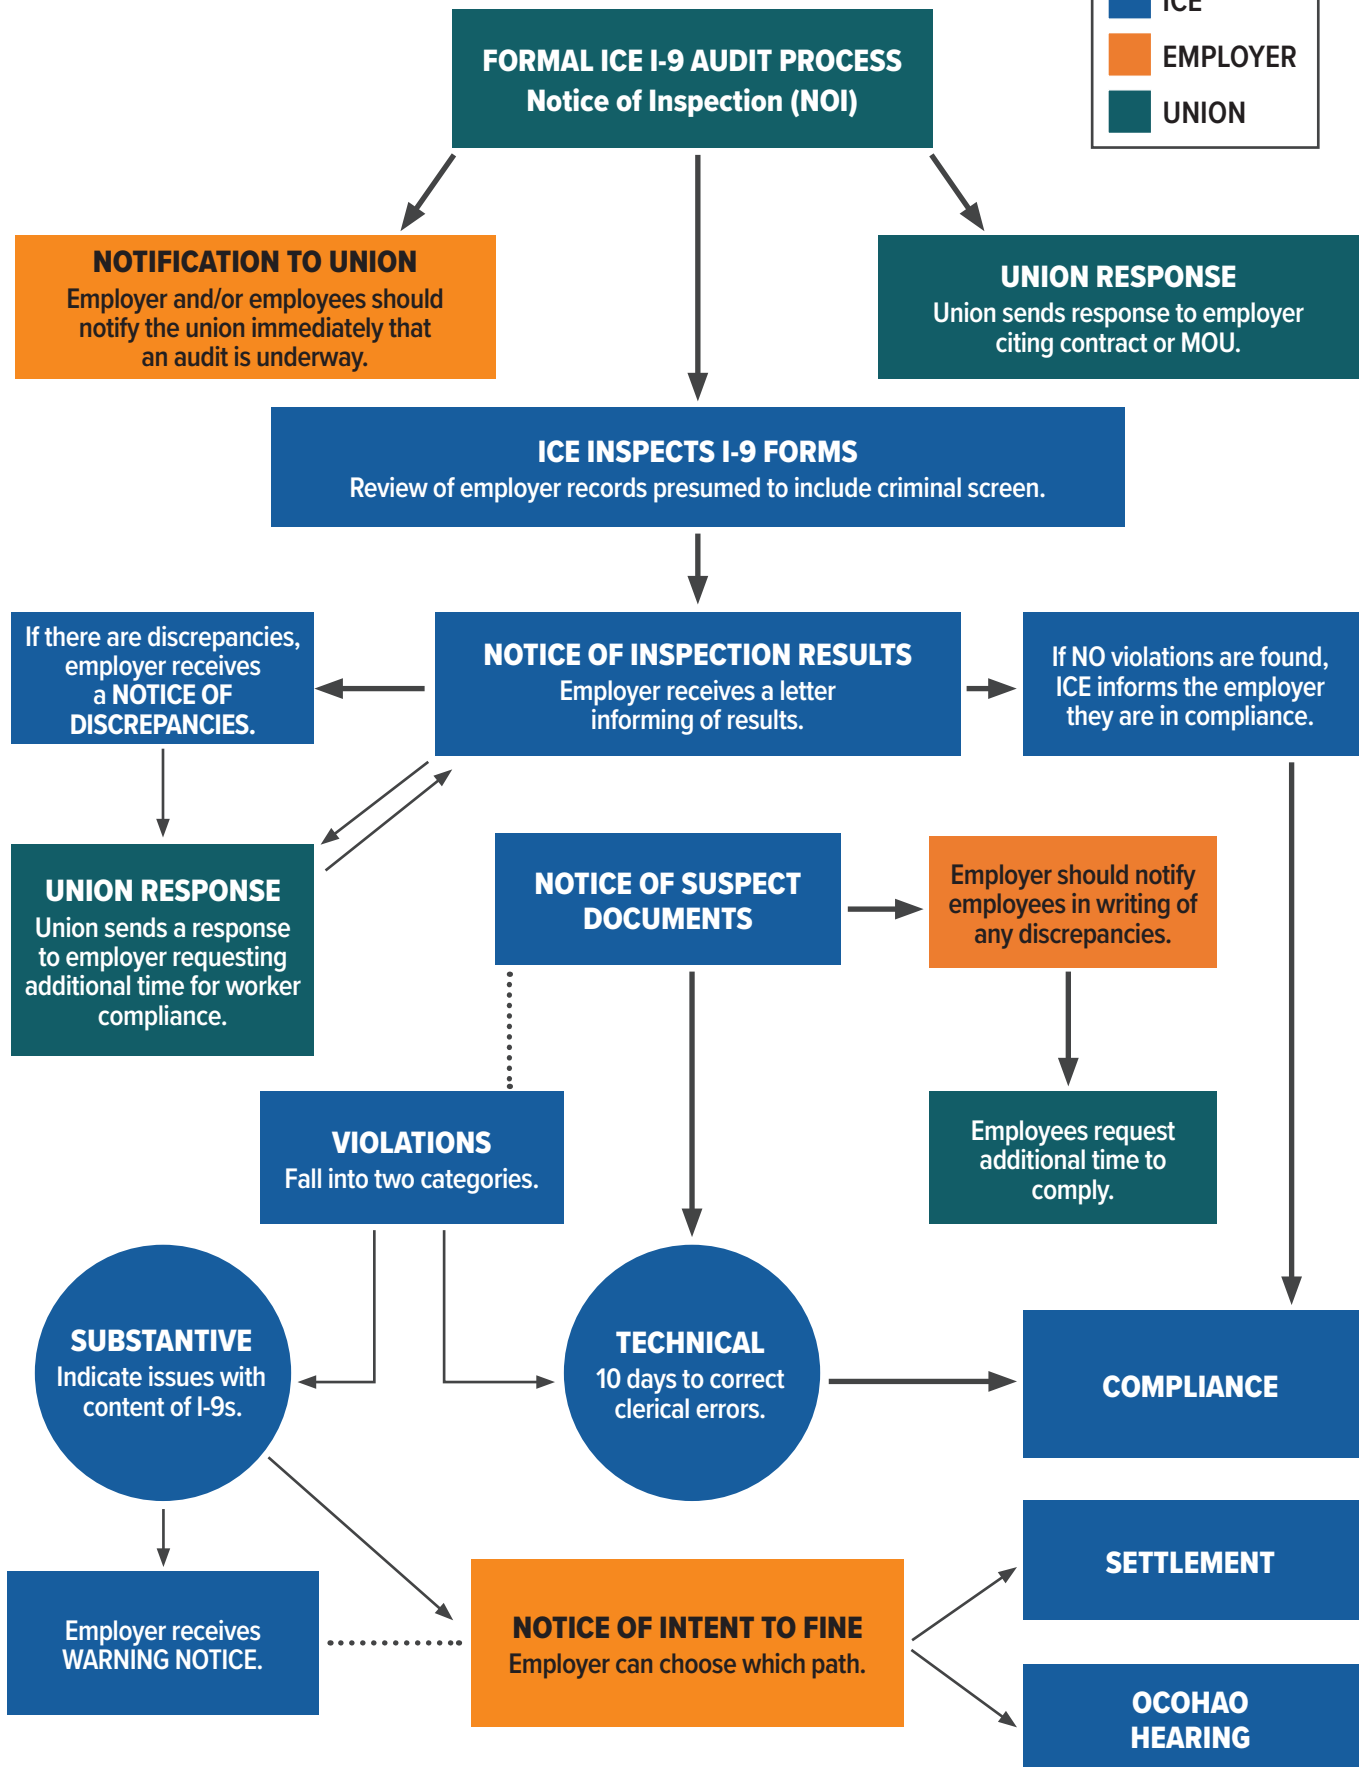 ICE
EMPLOYER
UNION
FORMAL ICE I-9 AUDIT PROCESS
Notice of Inspection (NOI)
NOTIFICATION TO UNION
Employer and/or employees should
notify the union immediately that
an audit is underway.
UNION RESPONSE
Union sends response to employer
citing contract or MOU.
ICE INSPECTS I-9 FORMS
Review of employer records presumed to include criminal screen.
If there are discrepancies,
employer receives
a NOTICE OF
DISCREPANCIES.
NOTICE OF INSPECTION RESULTS
Employer receives a letter
informing of results.
If NO violations are found,
ICE informs the employer
they are in compliance.
UNION RESPONSE
Union sends a response
to employer requesting
additional time for worker
compliance.
NOTICE OF SUSPECT
DOCUMENTS
Employer should notify
employees in writing of
any discrepancies.
VIOLATIONS
Fall into two categories.
Employees request
additional time to
comply.
SUBSTANTIVE
Indicate issues with
content of I-9s.
TECHNICAL
10 days to correct
clerical errors.
COMPLIANCE
Employer receives
WARNING NOTICE.
NOTICE OF INTENT TO FINE
Employer can choose which path.
SETTLEMENT
OCOHAO
HEARING